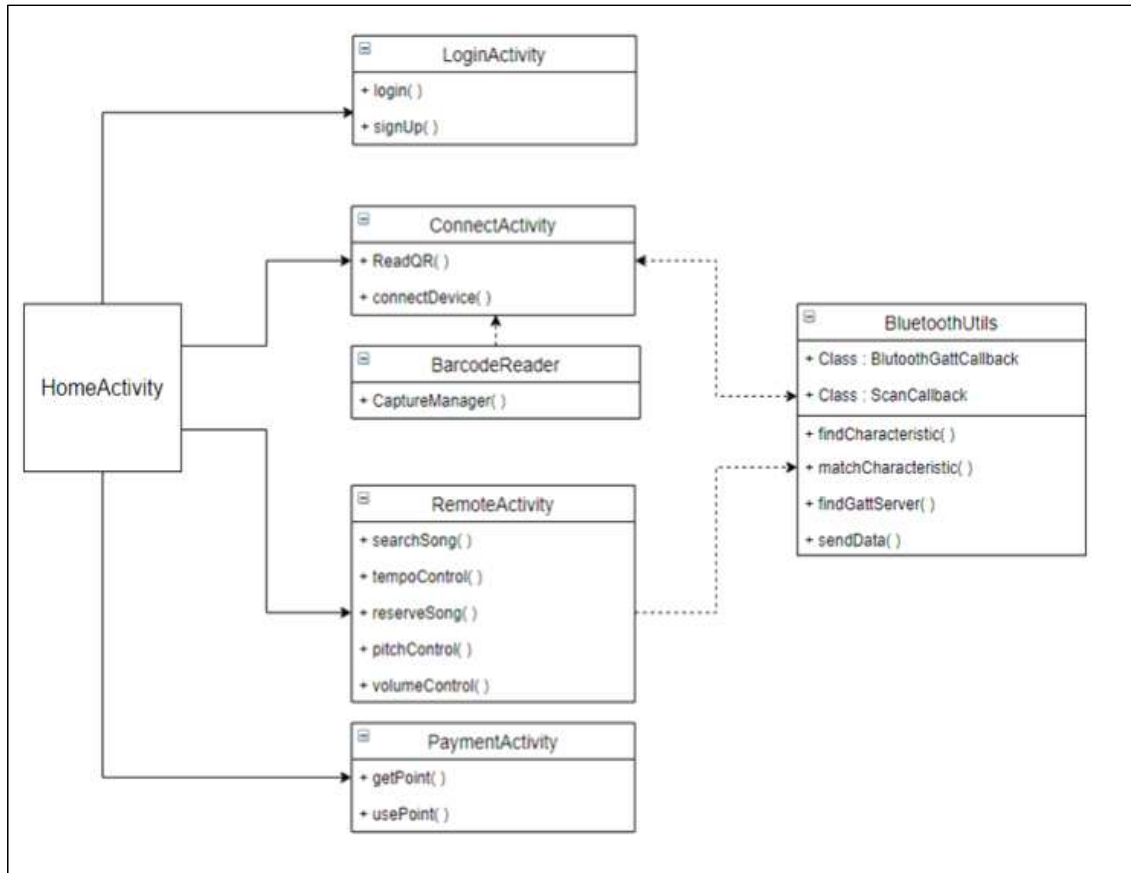 LoginActivity
+ login( )
+ signUp( )
ConnectActivity
+ ReadQR( )
+ connectDevice( )
HomeActivity
BarcodeReader
+ CaptureManager( )
BluetoothUtils
+ Class : BlutoothGattCallback
+ Class : ScanCallback
+ findCharacteristic( )
+ matchCharacteristic( )
+ findGattServer( )
+ sendData( )
RemoteActivity
+ searchSong( )
+ tempoControl( )
+ reserveSong( )
+ pitchControl( )
+ volumeControl( )
PaymentActivity
+ getPoint( )
+ usePoint( )